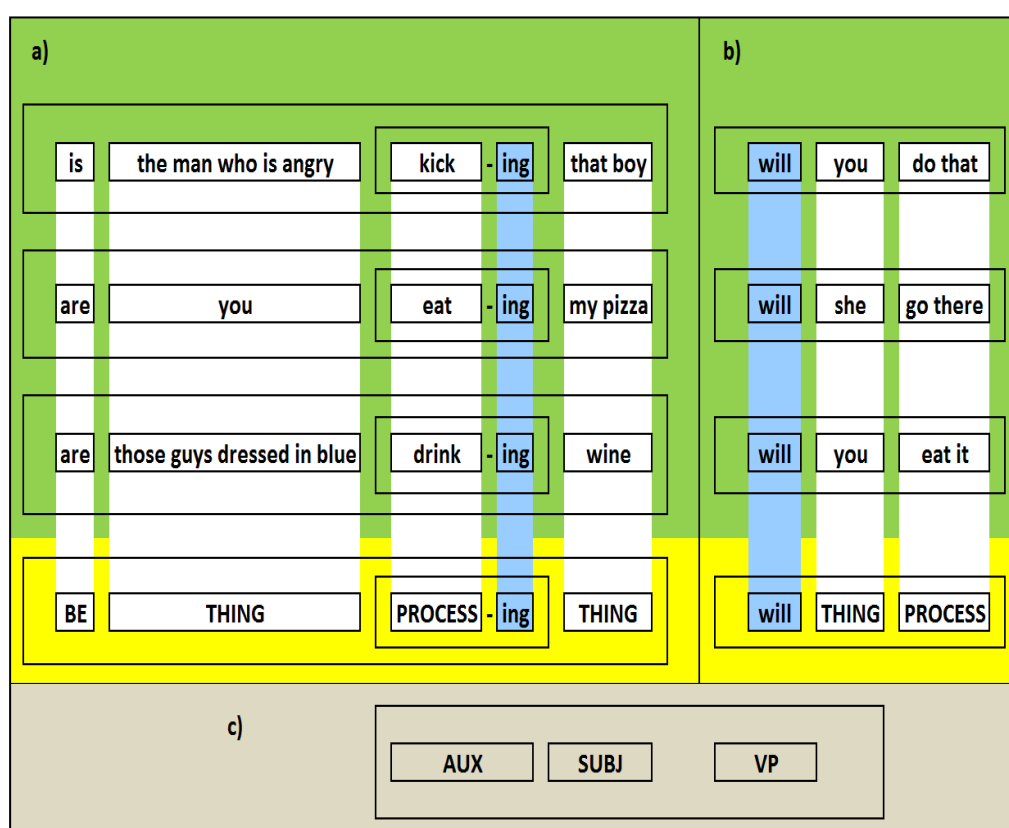 a) b)
is the man who is angry kick - ing that boy will you do that
are you eat - ing my pizza will she go there
are those guys dressed in blue drink - ing wine will you eat it
BE THING PROCESS - ing THING will THING PROCESS
c)
AUX SUBJ VP